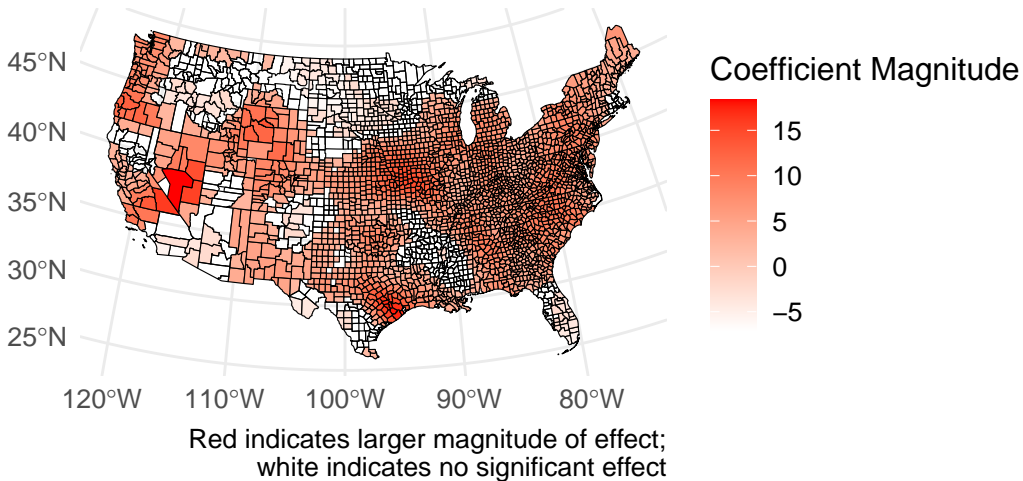 45°N
40°N
35°N
30°N
25°N
120°W 110°W 100°W 90°W 80°W
Red indicates larger magnitude of effect;
white indicates no significant effect
Coefficient Magnitude
15
10
5
0
−5